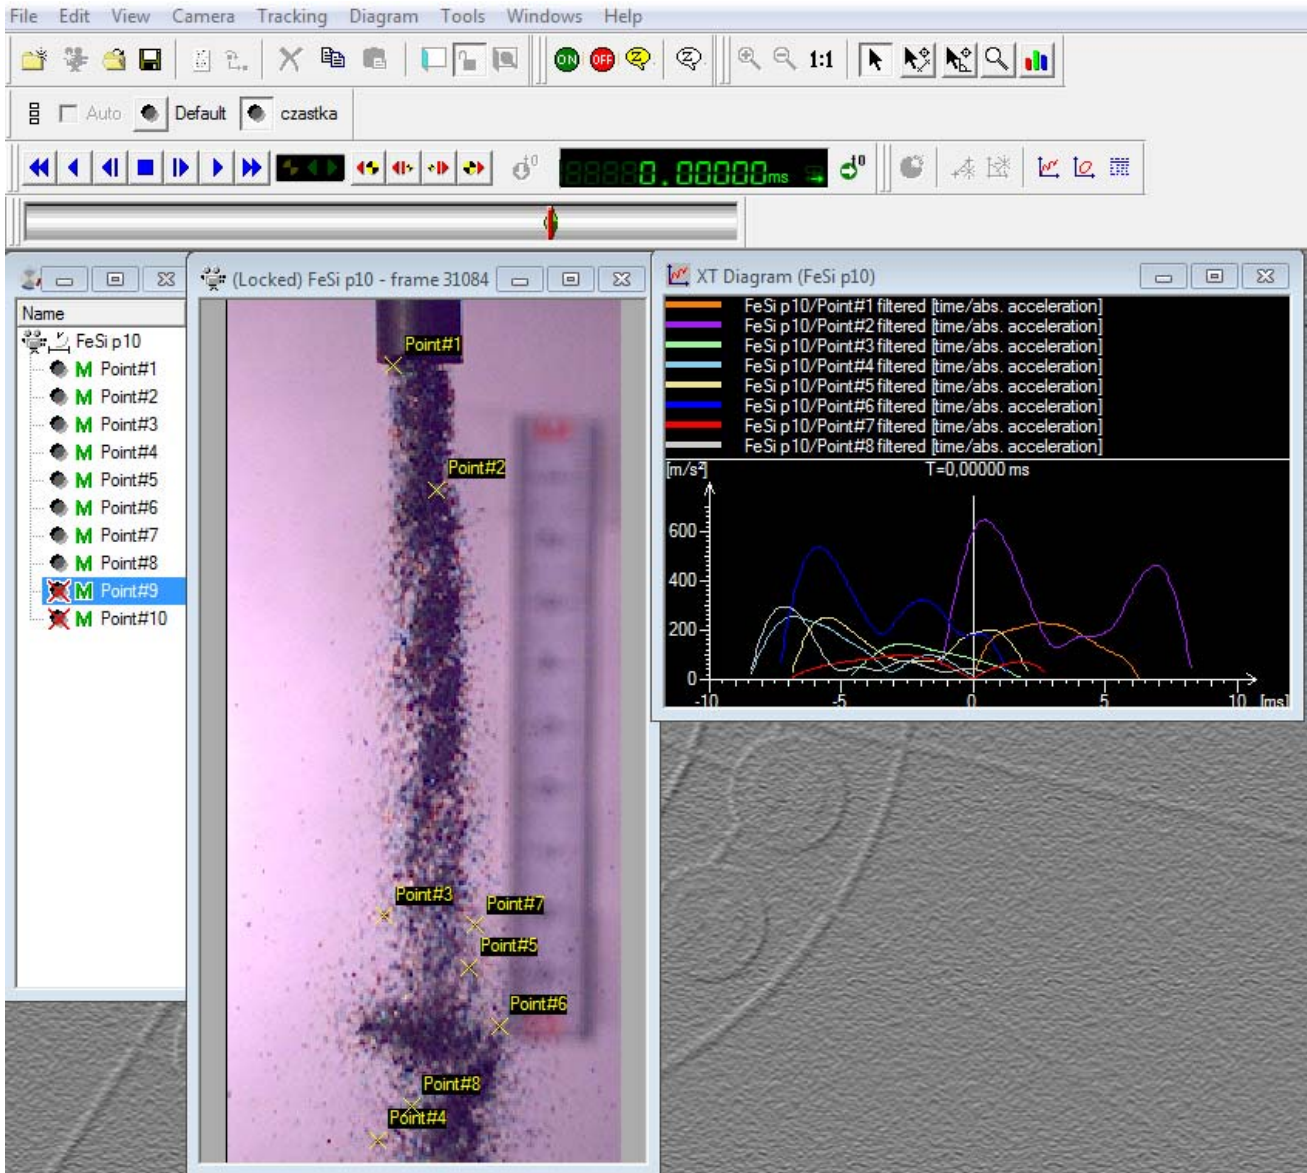 File Edit View Camera Tracking Diagram Tools Windows Help
ON OFF Z Z 1:1
Auto Default czastka
0.00000ms
(Locked) FeSi p10 - frame 31084
XT Diagram (FeSi p10)
Name
FeSi p10
M Point#1
M Point#2
M Point#3
M Point#4
M Point#5
M Point#6
M Point#7
M Point#8
M Point#9
M Point#10
Point#1
Point#2
Point#3
Point#7
Point#5
Point#6
Point#8
Point#4
FeSi p10/Point#1 filtered [time/abs. acceleration]
FeSi p10/Point#2 filtered [time/abs. acceleration]
FeSi p10/Point#3 filtered [time/abs. acceleration]
FeSi p10/Point#4 filtered [time/abs. acceleration]
FeSi p10/Point#5 filtered [time/abs. acceleration]
FeSi p10/Point#6 filtered [time/abs. acceleration]
FeSi p10/Point#7 filtered [time/abs. acceleration]
FeSi p10/Point#8 filtered [time/abs. acceleration]
[m/s²] T=0,00000 ms
600
400
200
0
-10 -5 0 5 10 [ms]